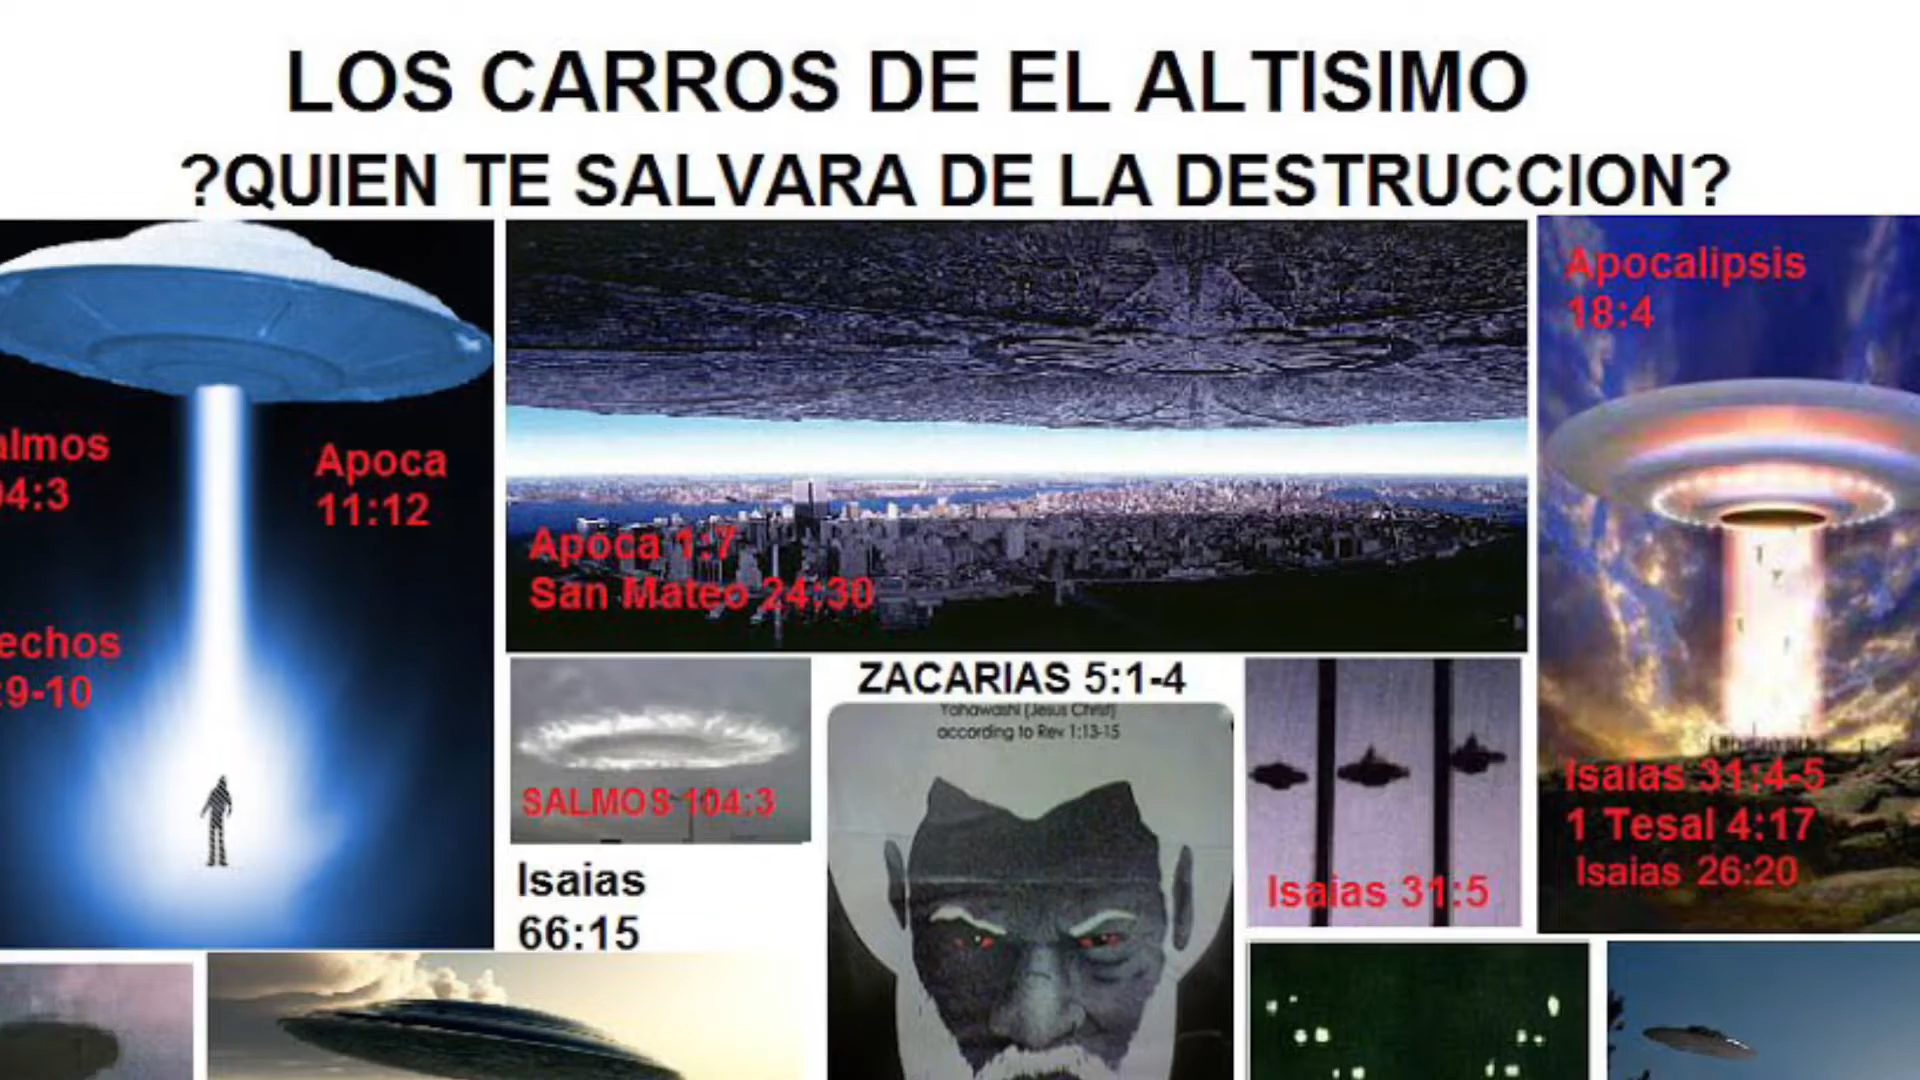 LOS CARROS DE EL ALTISIMO
?QUIEN TE SALVARA DE LA DESTRUCCION?
almos
04:3
Apoca
11:12
echos
:9-10
Apoca 1:7
San Mateo 24:30
Apocalipsis
18:4
Isaias 31:4-5
1 Tesal 4:17
Isaias 26:20
SALMOS 104:3
Isaias
66:15
ZACARIAS 5:1-4
Yahawashi (Jesus Christ)
according to Rev 1:13-15
Isaias 31:5